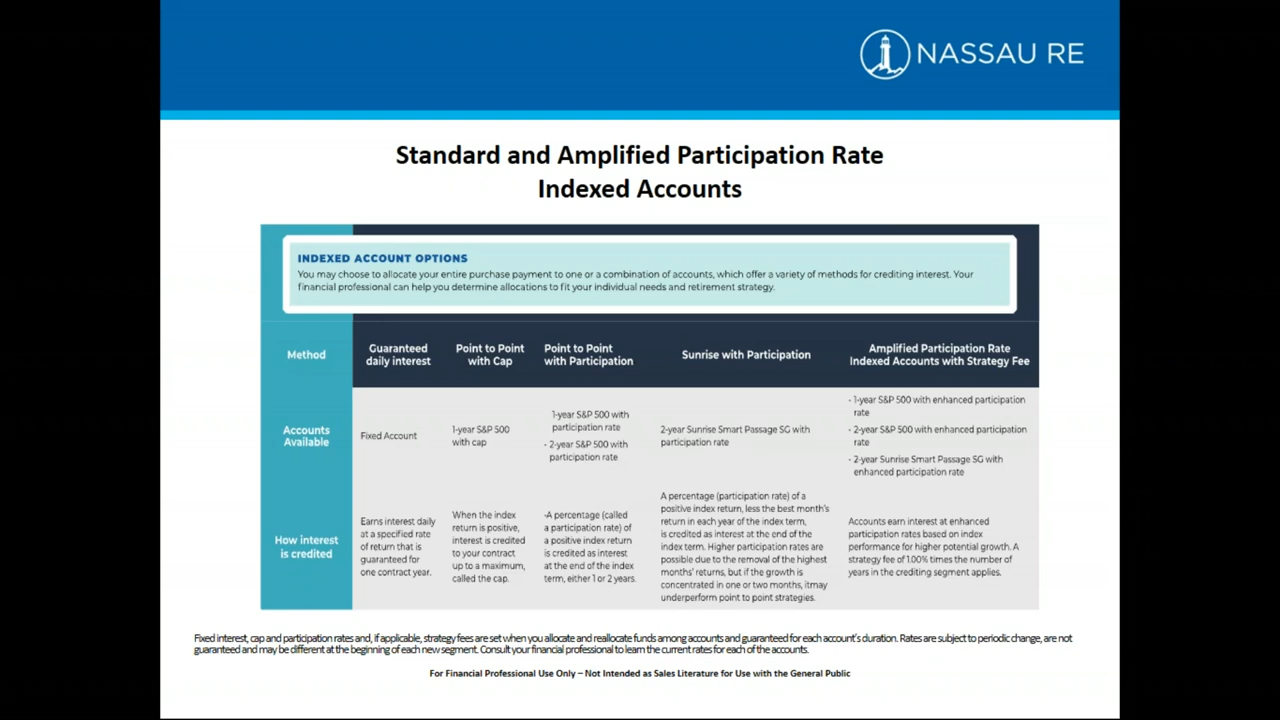 NASSAU RE
Standard and Amplified Participation Rate
Indexed Accounts
INDEXED ACCOUNT OPTIONS
You may choose to allocate your entire purchase payment to one or a combination of accounts, which offer a variety of methods for crediting interest. Your
financial professional can help you determine allocations to fit your individual needs and retirement strategy.
Method
Guaranteed
daily interest
Point to Point
with Cap
Point to Point
with Participation
Sunrise with Participation
Amplified Participation Rate
Indexed Accounts with Strategy Fee
Accounts
Available
Fixed Account
1-year S&P 500
with cap
1-year S&P 500 with
participation rate
- 2-year S&P 500 with
participation rate
2-year Sunrise Smart Passage SG with
participation rate
- 1-year S&P 500 with enhanced participation
rate
- 2-year S&P 500 with enhanced participation
rate
- 2-year Sunrise Smart Passage SG with
enhanced participation rate
How interest
is credited
Earns interest daily
at a specified rate
of return that is
guaranteed for
one contract year.
When the index
return is positive,
interest is credited
to your contract
up to a maximum,
called the cap.
-A percentage (called
a participation rate) of
a positive index return
is credited as interest
at the end of the index
term, either 1 or 2 years.
A percentage (participation rate) of a
positive index return, less the best month's
return in each year of the index term,
is credited as interest at the end of the
index term. Higher participation rates are
possible due to the removal of the highest
months' returns, but if the growth is
concentrated in one or two months, itmay
underperform point to point strategies.
Accounts earn interest at enhanced
participation rates based on index
performance for higher potential growth. A
strategy fee of 1.00% times the number of
years in the crediting segment applies.
Fixed interest, cap and participation rates and, if applicable, strategy fees are set when you allocate and reallocate funds among accounts and guaranteed for each account's duration. Rates are subject to periodic change, are not
guaranteed and may be different at the beginning of each new segment. Consult your financial professional to learn the current rates for each of the accounts.
For Financial Professional Use Only – Not Intended as Sales Literature for Use with the General Public